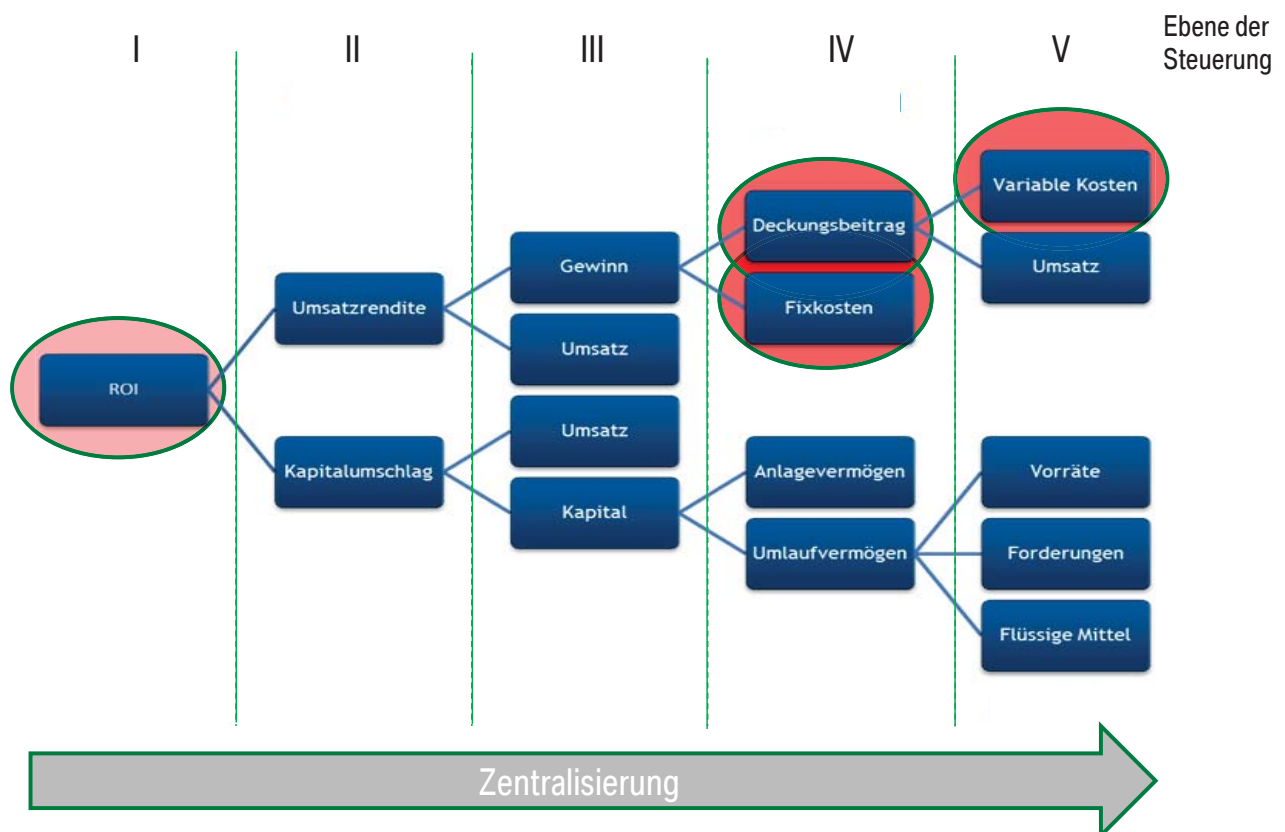 I
II
III
IV
V
Ebene der
Steuerung
ROI
Umsatzrendite
Kapitalumschlag
Gewinn
Umsatz
Umsatz
Kapital
Deckungsbeitrag
Fixkosten
Anlagevermögen
Umlaufvermögen
Variable Kosten
Umsatz
Vorräte
Forderungen
Flüssige Mittel
Zentralisierung